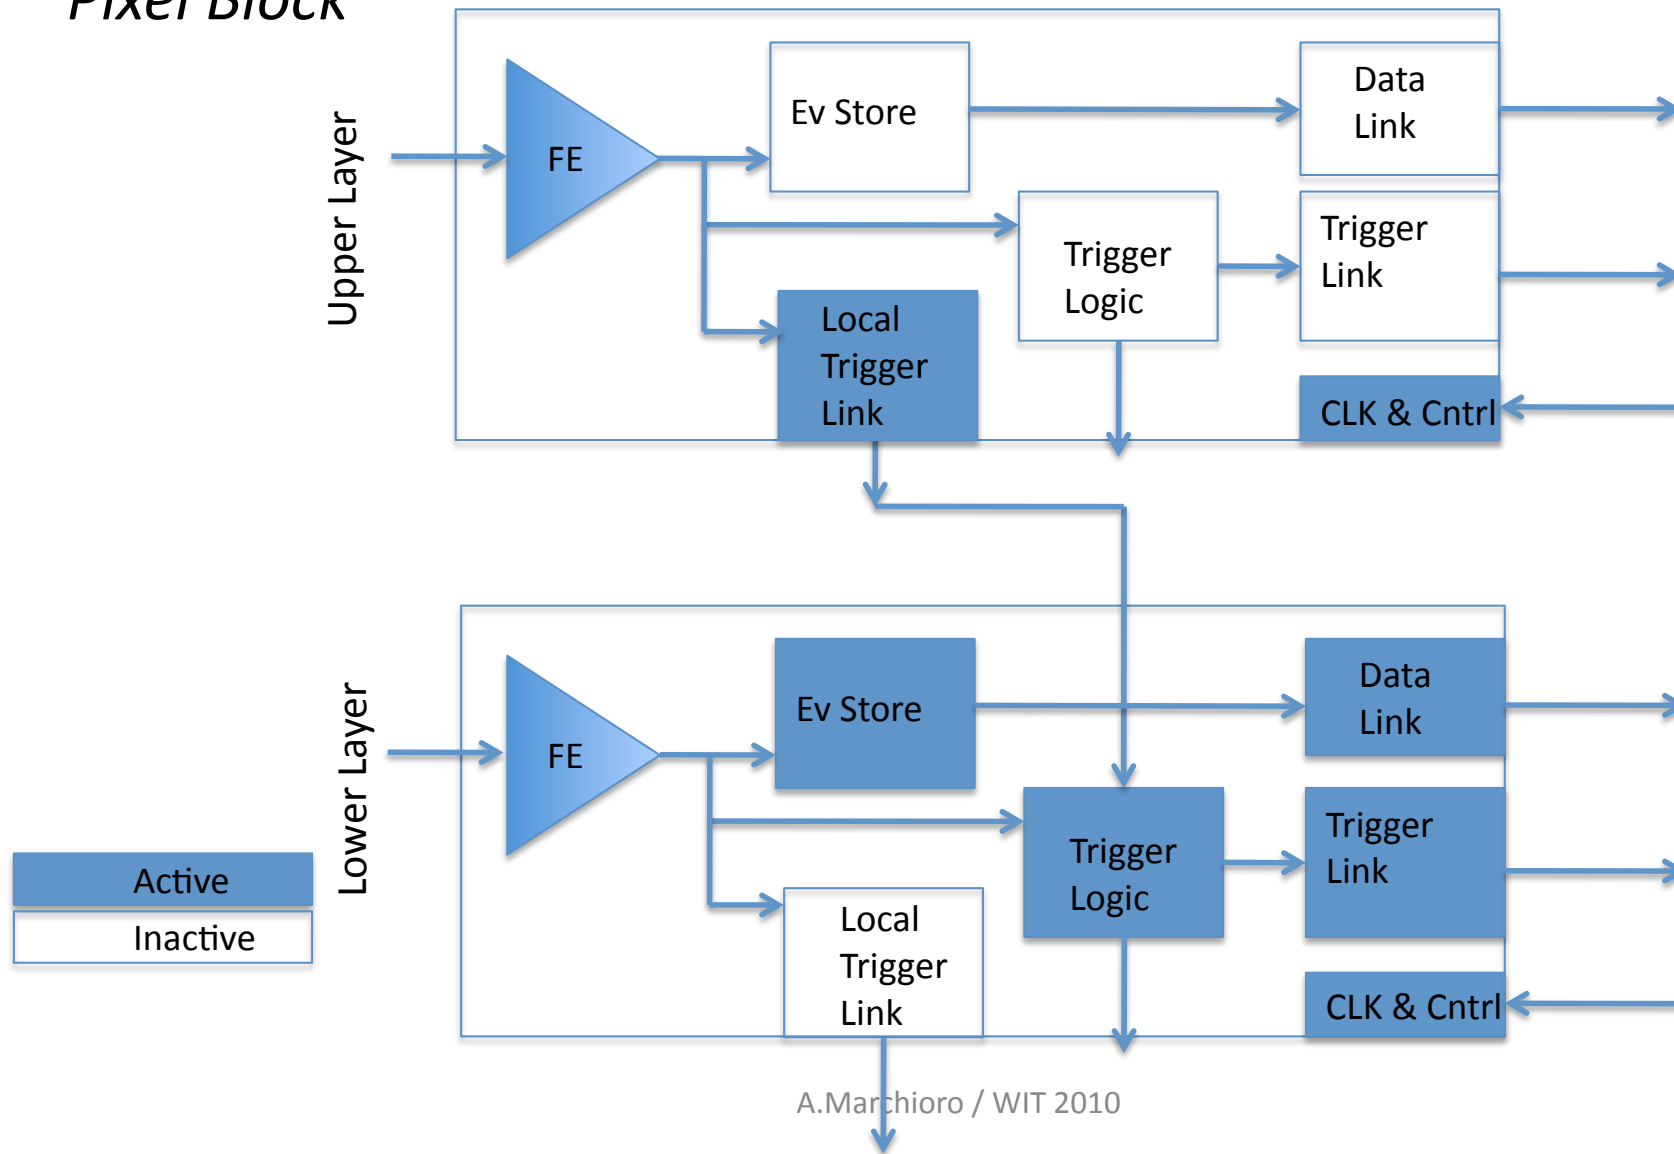 Pixel Block
Upper Layer
FE
Ev Store
Data
Link
Trigger
Logic
Trigger
Link
Local
Trigger
Link
CLK & Cntrl
Lower Layer
FE
Ev Store
Data
Link
Trigger
Logic
Trigger
Link
Local
Trigger
Link
CLK & Cntrl
Active
Inactive
A.Marchioro / WIT 2010